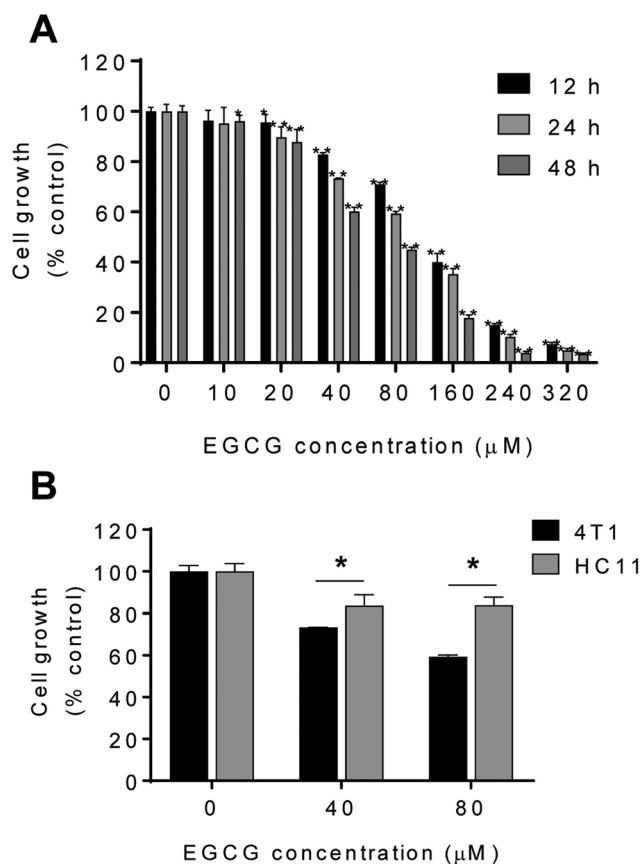 A
120
100
80
60
40
20
0
Cell growth
(% control)
12 h
24 h
48 h
*
* ** **
** ** **
** ** **
** ** **
** ** **
** ** **
0 10 20 40 80 160 240 320
EGCG concentration (μM)
B
120
100
80
60
40
20
0
Cell growth
(% control)
4T1
HC11
* *
0 40 80
EGCG concentration (μM)